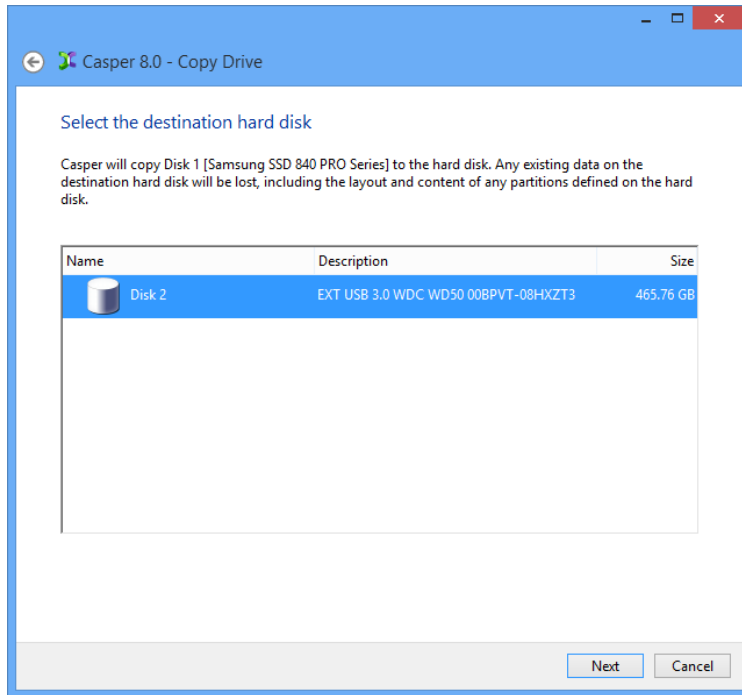 Casper 8.0 - Copy Drive
Select the destination hard disk
Casper will copy Disk 1 [Samsung SSD 840 PRO Series] to the hard disk. Any existing data on the
destination hard disk will be lost, including the layout and content of any partitions defined on the hard
disk.
Name Description Size
Disk 2 EXT USB 3.0 WDC WD50 00BPVT-08HXZT3 465.76 GB
Next Cancel